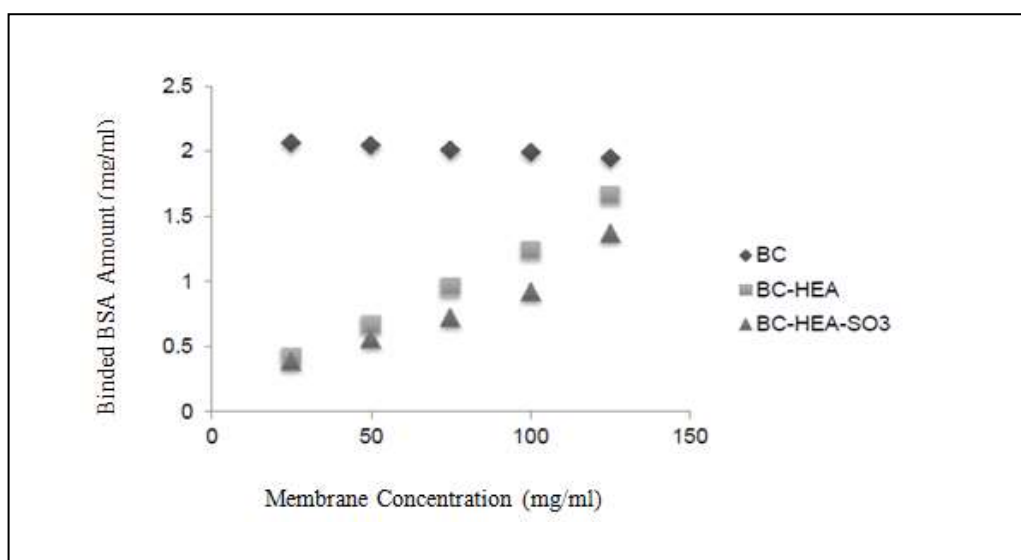 2.5
2
1.5
1
0.5
0
0 50 100 150
Binded BSA Amount (mg/ml)
Membrane Concentration (mg/ml)
BC
BC-HEA
BC-HEA-SO3